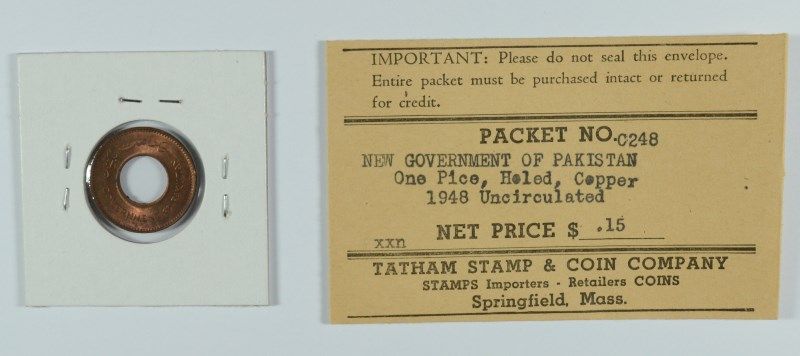 IMPORTANT: Please do not seal this envelope.
Entire packet must be purchased intact or returned
for credit.
PACKET NO. C248
NEW GOVERNMENT OF PAKISTAN
One Pice, Holed, Copper
1948 Uncirculated
xxn NET PRICE $ .15
TATHAM STAMP & COIN COMPANY
STAMPS Importers - Retailers COINS
Springfield, Mass.